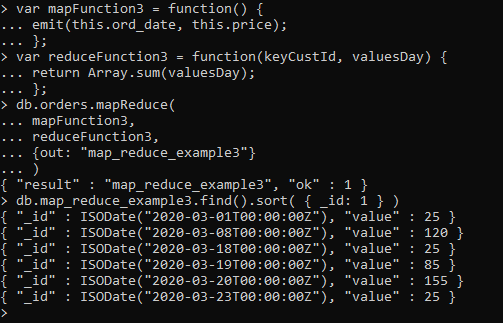 > var mapFunction3 = function() {
... emit(this.ord_date, this.price);
... };
> var reduceFunction3 = function(keyCustId, valuesDay) {
... return Array.sum(valuesDay);
... };
> db.orders.mapReduce(
... mapFunction3,
... reduceFunction3,
... {out: "map_reduce_example3"}
... )
{ "result" : "map_reduce_example3", "ok" : 1 }
> db.map_reduce_example3.find().sort( { _id: 1 } )
{ "_id" : ISODate("2020-03-01T00:00:00Z"), "value" : 25 }
{ "_id" : ISODate("2020-03-08T00:00:00Z"), "value" : 120 }
{ "_id" : ISODate("2020-03-18T00:00:00Z"), "value" : 25 }
{ "_id" : ISODate("2020-03-19T00:00:00Z"), "value" : 85 }
{ "_id" : ISODate("2020-03-20T00:00:00Z"), "value" : 155 }
{ "_id" : ISODate("2020-03-23T00:00:00Z"), "value" : 25 }
>